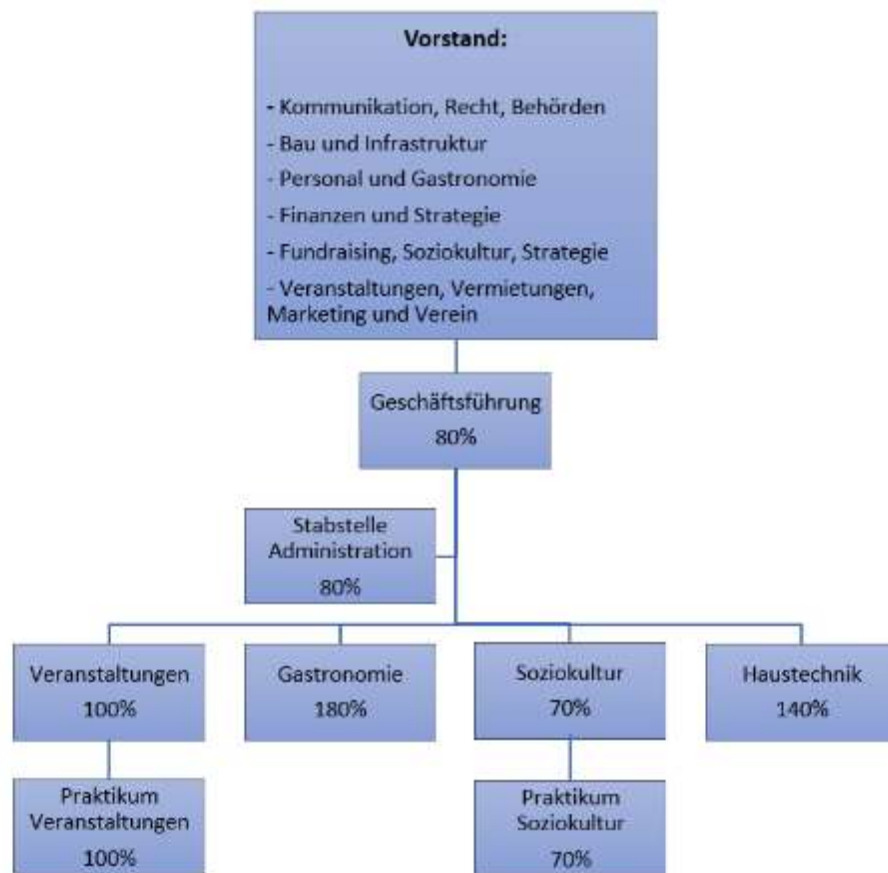 Vorstand:
- Kommunikation, Recht, Behörden
- Bau und Infrastruktur
- Personal und Gastronomie
- Finanzen und Strategie
- Fundraising, Soziokultur, Strategie
- Veranstaltungen, Vermietungen,
Marketing und Verein
Geschäftsführung
80%
Stabstelle
Administration
80%
Veranstaltungen
100%
Gastronomie
180%
Soziokultur
70%
Haustechnik
140%
Praktikum
Veranstaltungen
100%
Praktikum
Soziokultur
70%